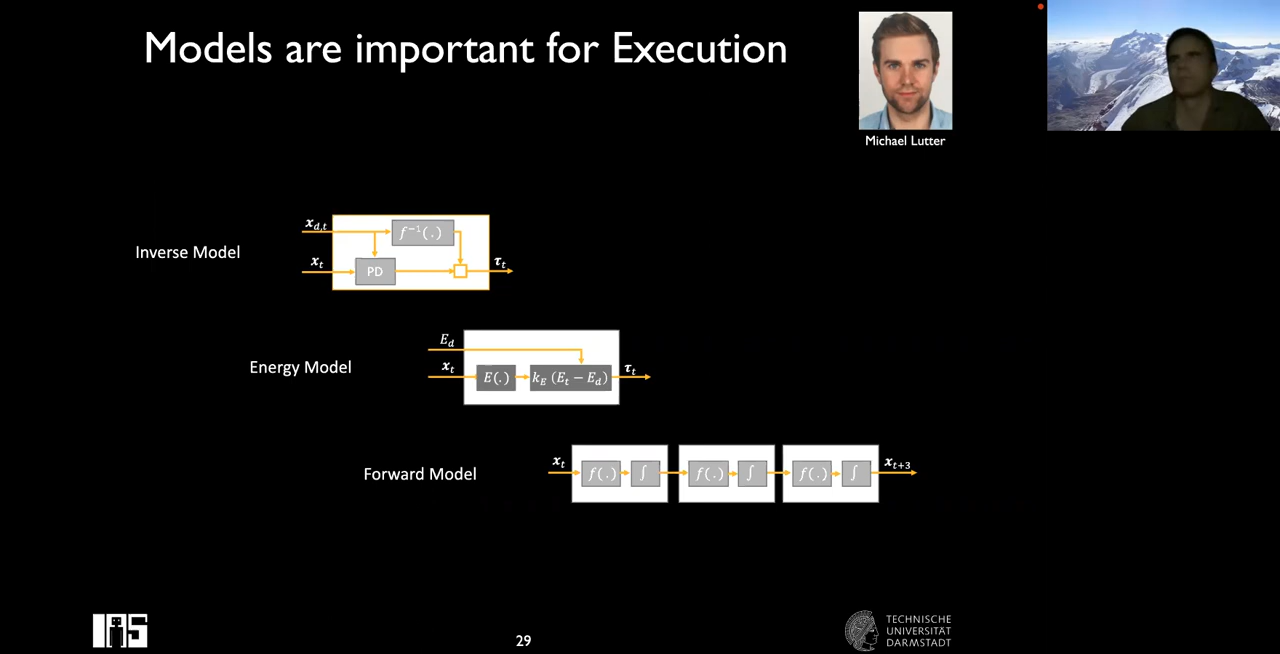 Models are important for Execution
Michael Lutter
Inverse Model
x_{d,t}
f^{-1}(.)
x_t
PD
τ_t
Energy Model
E_d
x_t
E(.)
k_E (E_t − E_d)
τ_t
Forward Model
x_t
f(.) ∫ f(.) ∫ f(.) ∫
x_{t+3}
IAS
29
TECHNISCHE
UNIVERSITÄT
DARMSTADT